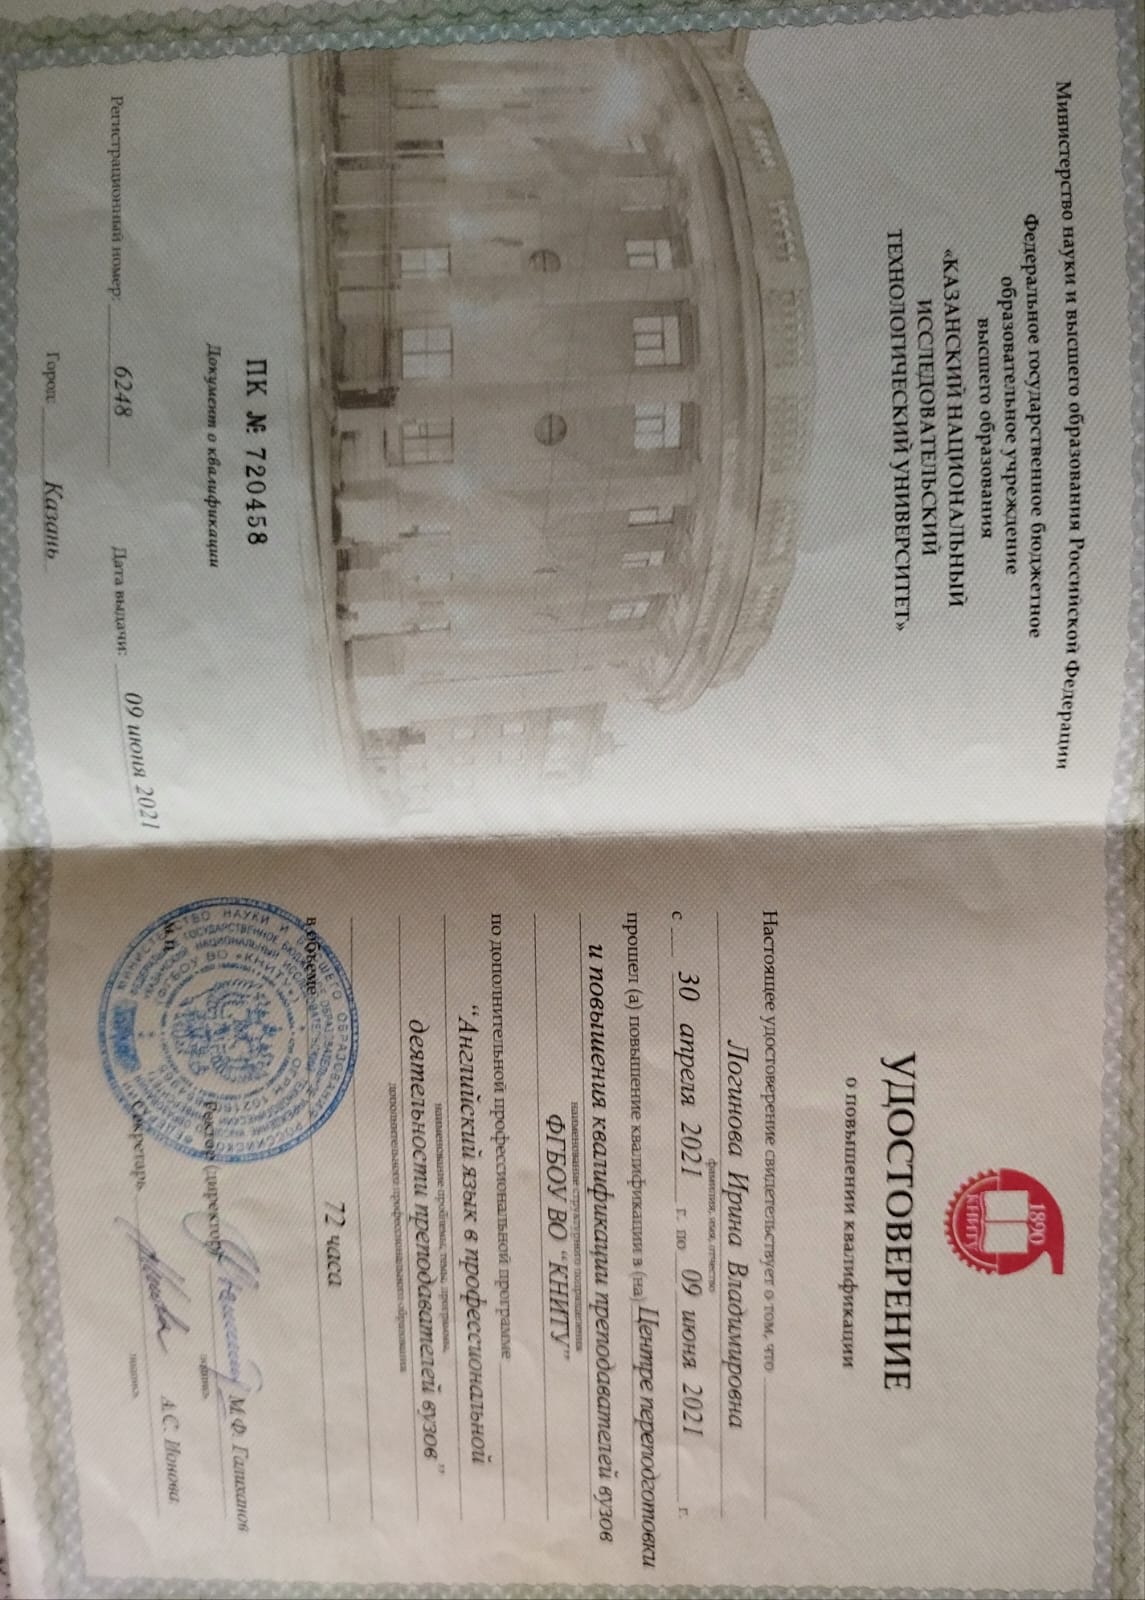 Министерство науки и высшего образования Российской Федерации
Федеральное государственное бюджетное
образовательное учреждение
высшего образования
«КАЗАНСКИЙ НАЦИОНАЛЬНЫЙ
ИССЛЕДОВАТЕЛЬСКИЙ
ТЕХНОЛОГИЧЕСКИЙ УНИВЕРСИТЕТ»
ПК № 720458
Документ о квалификации
Регистрационный номер: 6248 Дата выдачи: 09 июня 2021
Город: Казань
1890
КНИТУ
УДОСТОВЕРЕНИЕ
о повышении квалификации
Настоящее удостоверение свидетельствует о том, что
Логинова Ирина Владимировна
фамилия, имя, отчество
с 30 апреля 2021 г. по 09 июня 2021 г.
прошел (а) повышение квалификации в (на) Центре переподготовки
и повышения квалификации преподавателей вузов
наименование структурного подразделения
ФГБОУ ВО “КНИТУ”
по дополнительной профессиональной программе
“Английский язык в профессиональной
наименование проблемы, темы, программы,
деятельности преподавателей вузов”
дополнительного профессионального образования
в объеме 72 часа
М.П. Ректор (директор) М.Ф. Галиханов
подпись
Секретарь А.С. Ионова
подпись